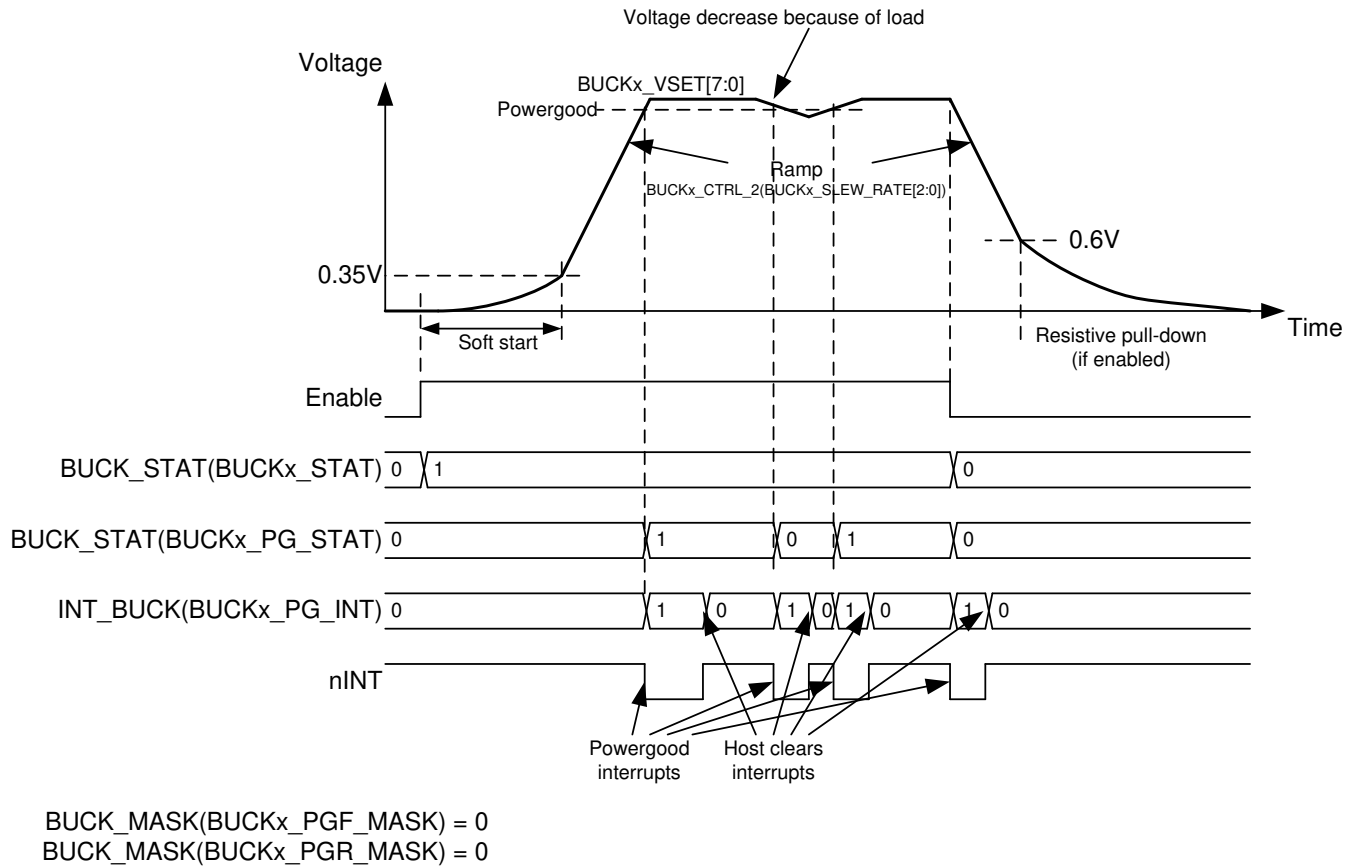 Voltage decrease because of load
Voltage
BUCKx_VSET[7:0]
Powergood
Ramp
BUCKx_CTRL_2(BUCKx_SLEW_RATE[2:0])
0.6V
0.35V
Time
Soft start
Resistive pull-down
(if enabled)
Enable
BUCK_STAT(BUCKx_STAT) 0 1 0
BUCK_STAT(BUCKx_PG_STAT) 0 1 0 1 0
INT_BUCK(BUCKx_PG_INT) 0 1 0 1 0 1 0 1 0
nINT
Powergood
interrupts
Host clears
interrupts
BUCK_MASK(BUCKx_PGF_MASK) = 0
BUCK_MASK(BUCKx_PGR_MASK) = 0